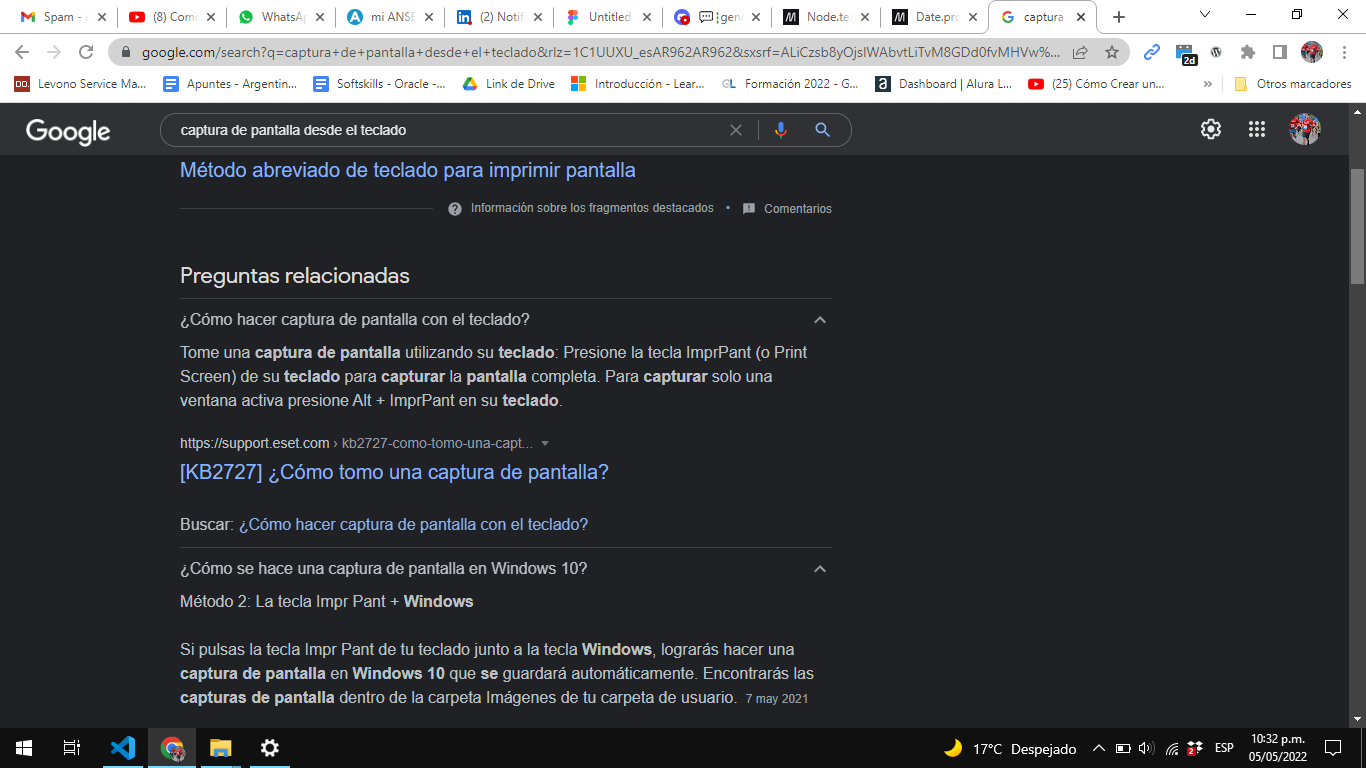 Spam - c
(8) Como
WhatsAp
mi ANSE
(2) Notif
Untitled
gen
Node.te
Date.pro
captura
google.com/search?q=captura+de+pantalla+desde+el+teclado&rlz=1C1UUXU_esAR962AR962&sxsrf=ALiCzsb8yOjsIWAbvtLiTvM8GDd0fvMHVw%...
2d
Levono Service Ma...
Apuntes - Argentin...
Softskills - Oracle -...
Link de Drive
Introducción - Lear...
GL Formación 2022 - G...
Dashboard | Alura L...
(25) Cómo Crear un...
»
Otros marcadores
Google
captura de pantalla desde el teclado
Método abreviado de teclado para imprimir pantalla
Información sobre los fragmentos destacados • Comentarios
Preguntas relacionadas
¿Cómo hacer captura de pantalla con el teclado?
Tome una captura de pantalla utilizando su teclado: Presione la tecla ImprPant (o Print
Screen) de su teclado para capturar la pantalla completa. Para capturar solo una
ventana activa presione Alt + ImprPant en su teclado.
https://support.eset.com › kb2727-como-tomo-una-capt...
[KB2727] ¿Cómo tomo una captura de pantalla?
Buscar: ¿Cómo hacer captura de pantalla con el teclado?
¿Cómo se hace una captura de pantalla en Windows 10?
Método 2: La tecla Impr Pant + Windows
Si pulsas la tecla Impr Pant de tu teclado junto a la tecla Windows, lograrás hacer una
captura de pantalla en Windows 10 que se guardará automáticamente. Encontrarás las
capturas de pantalla dentro de la carpeta Imágenes de tu carpeta de usuario. 7 may 2021
17°C Despejado
ESP
10:32 p.m.
05/05/2022